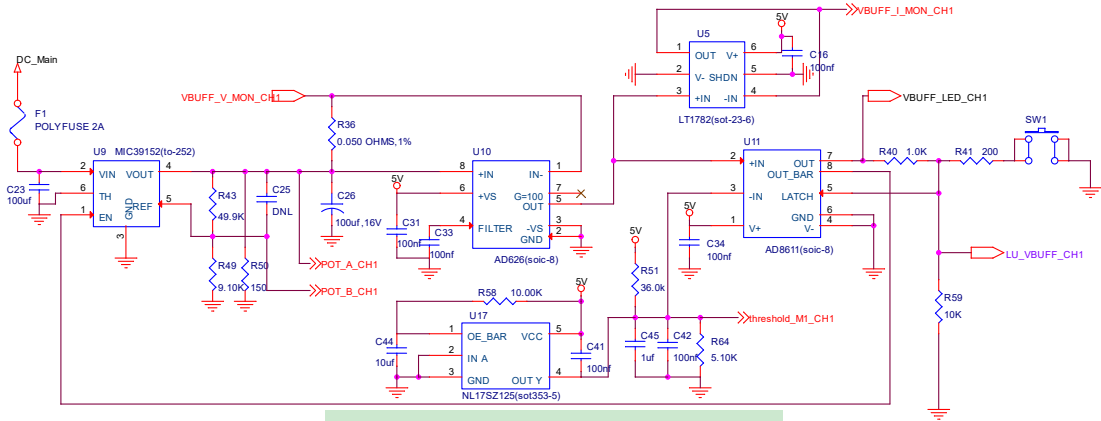 DC_Main
F1
POLYFUSE 2A
C23
100uf
U9
MIC39152(to-252)
2
VIN
VOUT
4
6
TH
REF
5
1
EN
GND
3
R43
49.9K
C25
DNL
R49
9.10K
R50
150
POT_A_CH1
POT_B_CH1
VBUFF_V_MON_CH1
R36
0.050 OHMS,1%
C26
100uf,16V
5V
C31
100nf
C33
100nf
U10
8
+IN
IN-
1
6
+VS
G=100
7
OUT
5
4
FILTER
-VS
3
GND
2
AD626(soic-8)
R58
10.00K
5V
U17
1
OE_BAR
VCC
5
2
IN A
3
GND
OUT Y
4
NL17SZ125(sot353-5)
C44
10uf
C41
100nf
VBUFF_I_MON_CH1
5V
U5
1
OUT
V+
6
2
V-
SHDN
5
3
+IN
-IN
4
LT1782(sot-23-6)
C16
100nf
U11
2
+IN
OUT
7
OUT_BAR
8
3
-IN
LATCH
5
GND
6
1
V+
V-
4
AD8611(soic-8)
5V
C34
100nf
5V
R51
36.0k
threshold_M1_CH1
C45
1uf
C42
100nf
R64
5.10K
VBUFF_LED_CH1
R40
1.0K
R41
200
SW1
LU_VBUFF_CH1
R59
10K